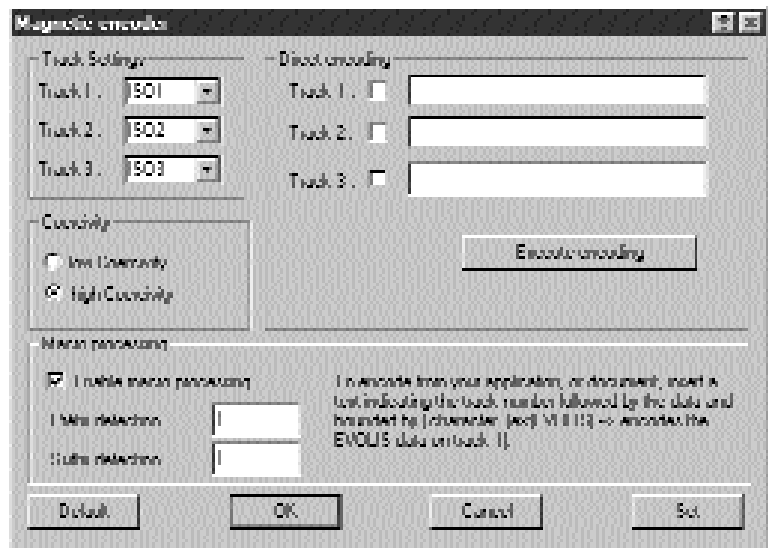 Magnetic encoder
Track Settings
Track 1 :
ISO1
Track 2 :
ISO2
Track 3 :
ISO3
Direct encoding
Track 1 :
Track 2 :
Track 3 :
Execute encoding
Coercivity
low Coercivity
High Coercivity
Macro processing
Enable macro processing
Prefix detection
Suffix detection
To encode from your application, or document, insert a
text indicating the track number followed by the data and
bounded by | character. EVOLIS -> encodes the
EVOLIS data on track 1].
Default
OK
Cancel
Set